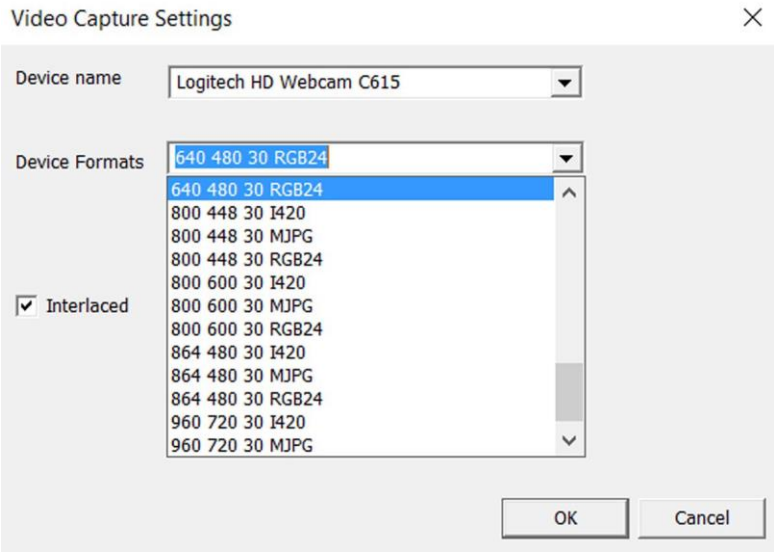 Video Capture Settings
Device name
Logitech HD Webcam C615
Device Formats
640 480 30 RGB24
640 480 30 RGB24
800 448 30 I420
800 448 30 MJPG
800 448 30 RGB24
800 600 30 I420
Interlaced
800 600 30 MJPG
800 600 30 RGB24
864 480 30 I420
864 480 30 MJPG
864 480 30 RGB24
960 720 30 I420
960 720 30 MJPG
OK
Cancel